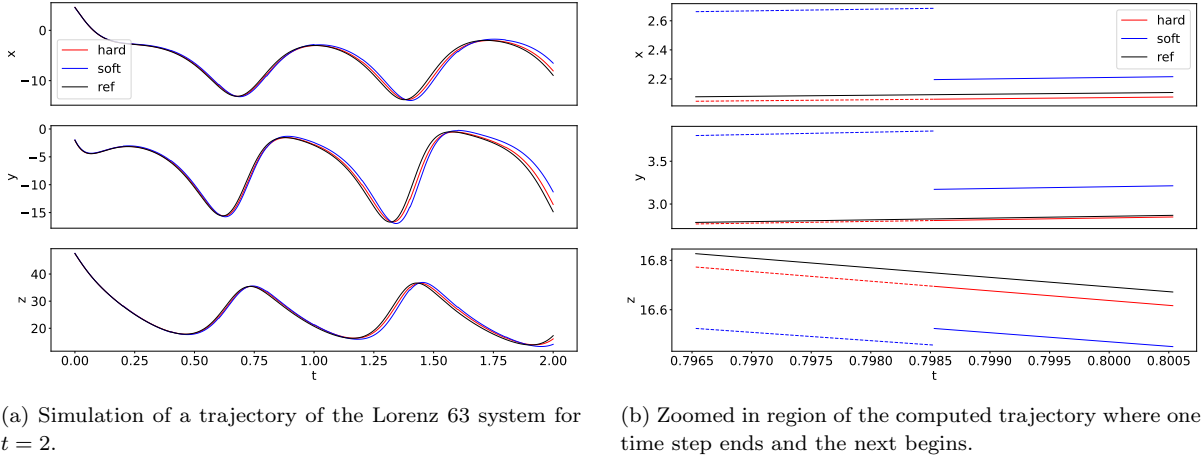 0
−10
x
hard
soft
ref
0
−5
−10
−15
y
40
30
20
z
0.00 0.25 0.50 0.75 1.00 1.25 1.50 1.75 2.00
t
(a) Simulation of a trajectory of the Lorenz 63 system for
t = 2.
2.6
2.4
2.2
x
hard
soft
ref
3.5
3.0
y
16.8
16.6
z
0.7965 0.7970 0.7975 0.7980 0.7985 0.7990 0.7995 0.8000 0.8005
t
(b) Zoomed in region of the computed trajectory where one
time step ends and the next begins.